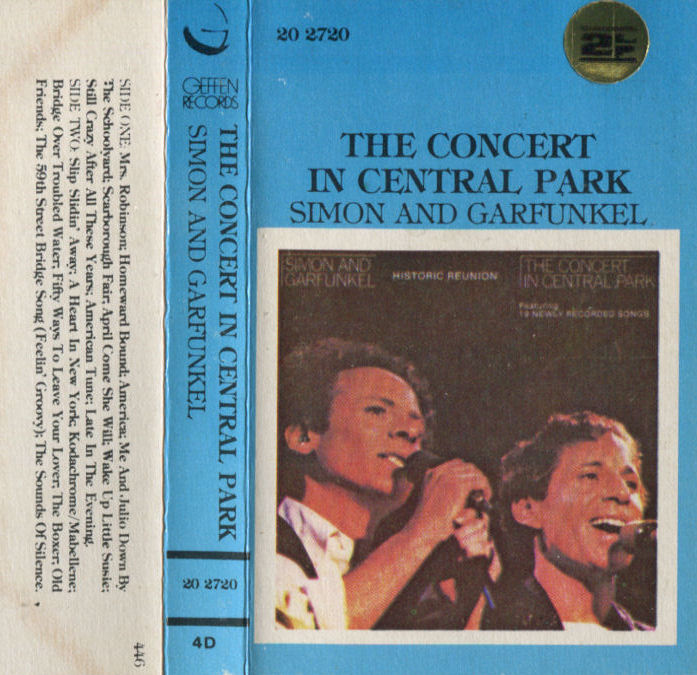 SIDE ONE: Mrs. Robinson; Homeward Bound; America; Me And Julio Down By
The Schoolyard; Scarborough Fair; April Come She Will; Wake Up Little Susie;
Still Crazy After All These Years; American Tune; Late In The Evening.
SIDE TWO: Slip Slidin' Away; A Heart In New York; Kodachrome/Mabellene;
Bridge Over Troubled Water; Fifty Ways To Leave Your Lover; The Boxer; Old
Friends; The 59th Street Bridge Song (Feelin' Groovy); The Sounds Of Silence.
446
GEFFEN
RECORDS
THE CONCERT IN CENTRAL PARK
SIMON AND GARFUNKEL
20 2720
4D
20 2720
THE CONCERT
IN CENTRAL PARK
SIMON AND GARFUNKEL
SIMON AND
GARFUNKEL
HISTORIC REUNION
THE CONCERT
IN CENTRAL PARK
Featuring
19 NEWLY RECORDED SONGS